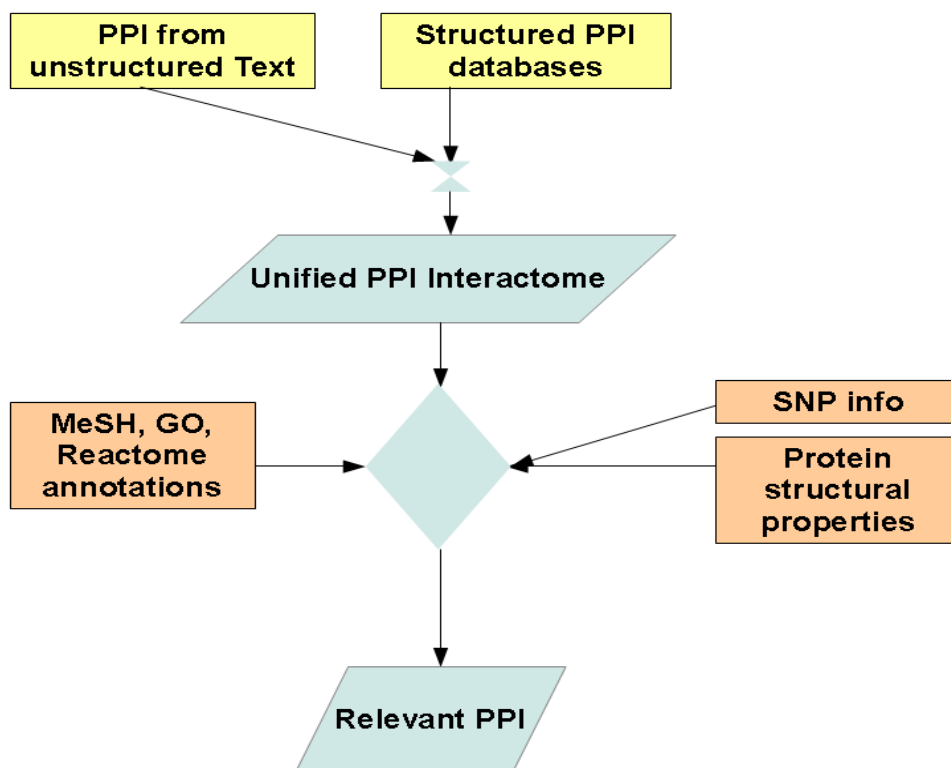 PPI from
unstructured Text
Structured PPI
databases
Unified PPI Interactome
MeSH, GO,
Reactome
annotations
SNP info
Protein
structural
properties
Relevant PPI